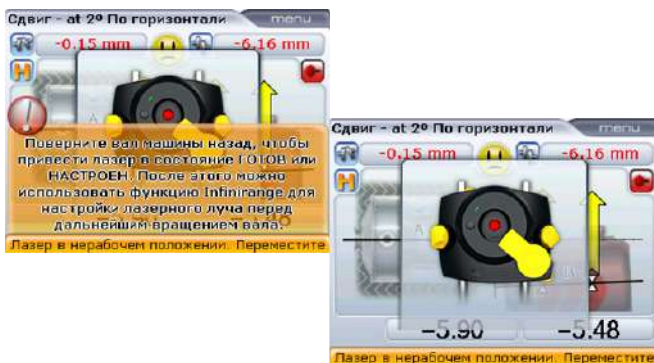 Сдвиг - at 2º По горизонтали menu
-0.15 mm -6.16 mm
H
Поверните вал машины назад, чтобы
привести лазер в состояние ГОТОВ или
НАСТРОЕН. После этого можно
использовать функцию Infinirange для
настройки лазерного луча перед
дальнейшим вращением вала.
Лазер в нерабочем положении. Переместите
Сдвиг - at 2º По горизонтали menu
-0.15 mm -6.16 mm
H
A
-5.90 -5.48
Лазер в нерабочем положении. Переместите